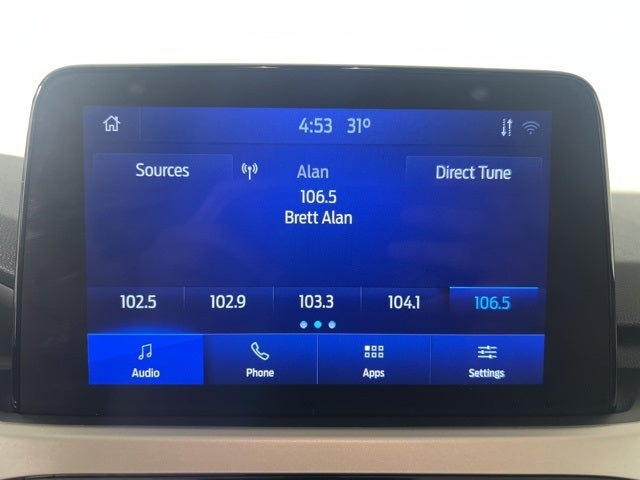 4:53 31°
Sources Alan Direct Tune
106.5
Brett Alan
102.5 102.9 103.3 104.1 106.5
Audio Phone Apps Settings